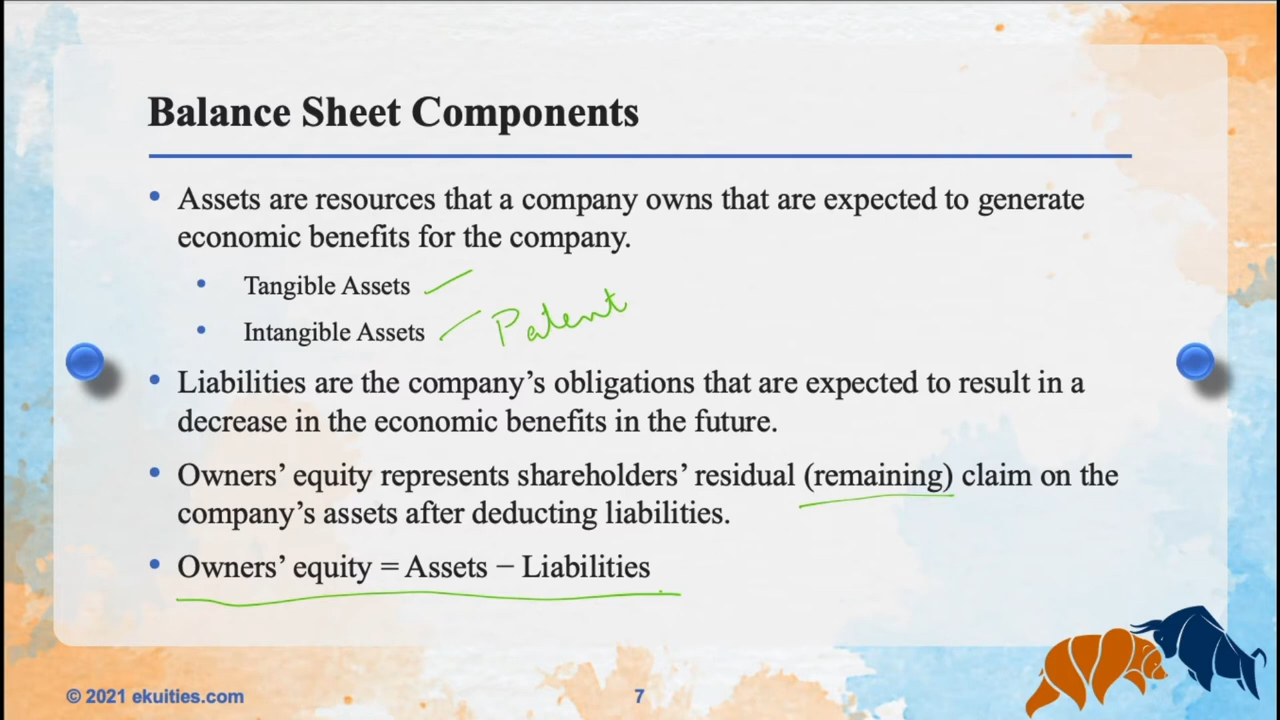 Balance Sheet Components
• Assets are resources that a company owns that are expected to generate
economic benefits for the company.
• Tangible Assets
• Intangible Assets Patent
• Liabilities are the company’s obligations that are expected to result in a
decrease in the economic benefits in the future.
• Owners’ equity represents shareholders’ residual (remaining) claim on the
company’s assets after deducting liabilities.
• Owners’ equity = Assets − Liabilities
© 2021 ekuities.com 7